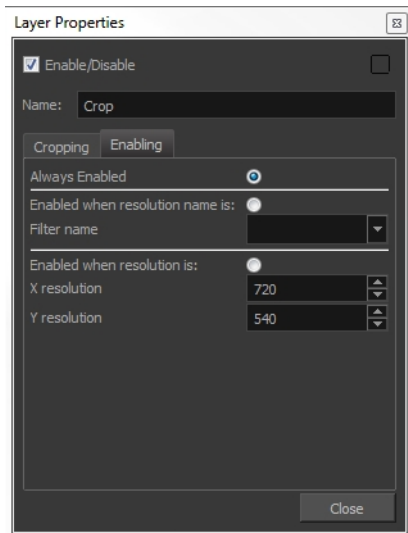 Layer Properties
Enable/Disable
Name: Crop
Cropping Enabling
Always Enabled
Enabled when resolution name is:
Filter name
Enabled when resolution is:
X resolution 720
Y resolution 540
Close